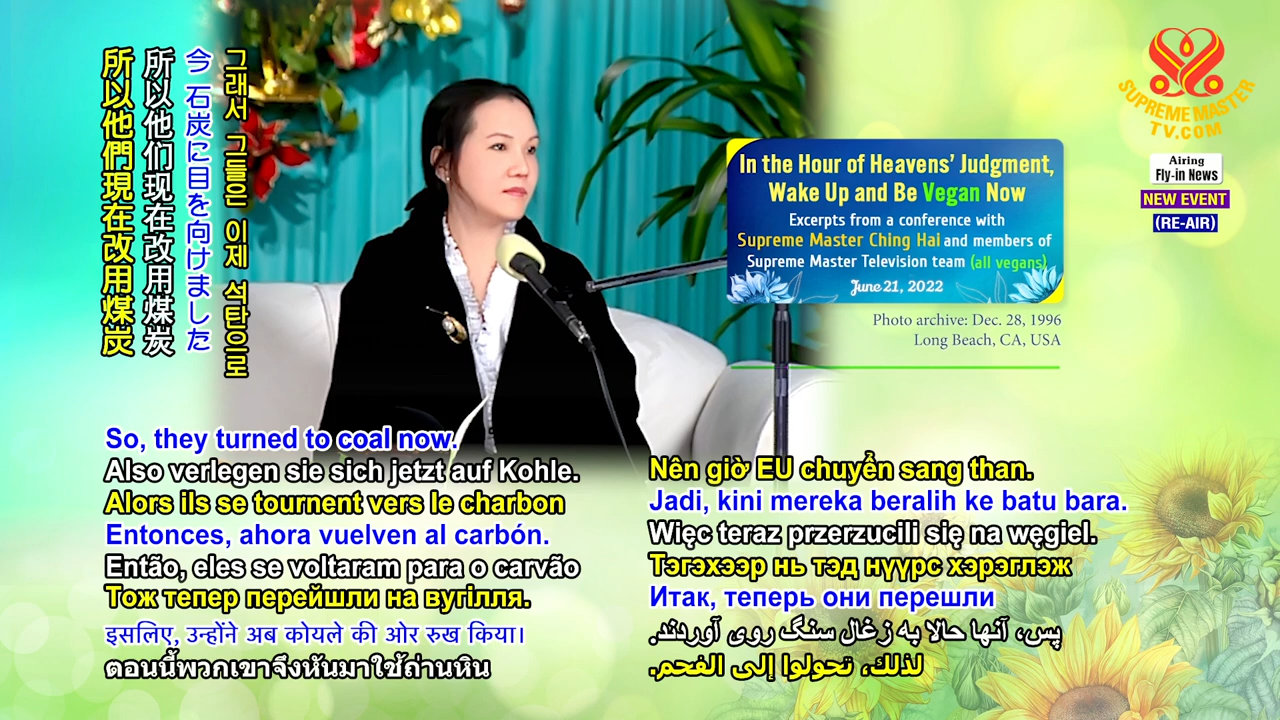 所以他們現在改用煤炭
所以他们现在改用煤炭
今 石炭に目を向けました
그래서 그들은 이제 석탄으로
SUPREME MASTER
TV.COM
Airing
Fly-in News
NEW EVENT
(RE-AIR)
In the Hour of Heavens' Judgment,
Wake Up and Be Vegan Now
Excerpts from a conference with
Supreme Master Ching Hai and members of
Supreme Master Television team (all vegans)
June 21, 2022
Photo archive: Dec. 28, 1996
Long Beach, CA, USA
So, they turned to coal now.
Also verlegen sie sich jetzt auf Kohle.
Alors ils se tournent vers le charbon
Entonces, ahora vuelven al carbón.
Então, eles se voltaram para o carvão
Тож тепер перейшли на вугілля.
इसलिए, उन्होंने अब कोयले की ओर रुख किया।
ตอนนี้พวกเขาจึงหันมาใช้ถ่านหิน
Nên giờ EU chuyển sang than.
Jadi, kini mereka beralih ke batu bara.
Więc teraz przerzucili się na węgiel.
Тэгэхээр нь тэд нүүрс хэрэглэж
Итак, теперь они перешли
پس، آنها حالا به زغال سنگ روی آوردند.
لذلك، تحولوا إلى الفحم.